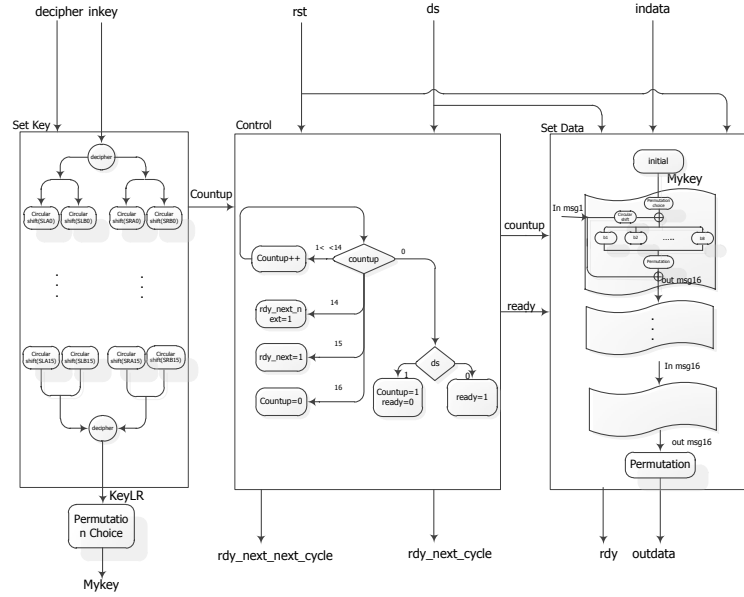 decipher inkey
rst
ds
indata
Set Key
decipher
Circular
shift(SLA0)
Circular
shift(SLB0)
Circular
shift(SRA0)
Circular
shift(SRB0)
Circular
shift(SLA15)
Circular
shift(SLB15)
Circular
shift(SRA15)
Circular
shift(SRB15)
decipher
KeyLR
Permutatio
n Choice
Mykey
Countup
Control
Countup++
1< <14
countup
0
14
rdy_next_n
ext=1
15
rdy_next=1
16
Countup=0
ds
1
0
Countup=1
ready=0
ready=1
rdy_next_next_cycle
rdy_next_cycle
countup
ready
Set Data
initial
Mykey
In msg1
Permutation
choice
Circular
shift
S1
S2
......
S8
Permutation
out msg16
In msg16
out msg16
Permutation
rdy
outdata